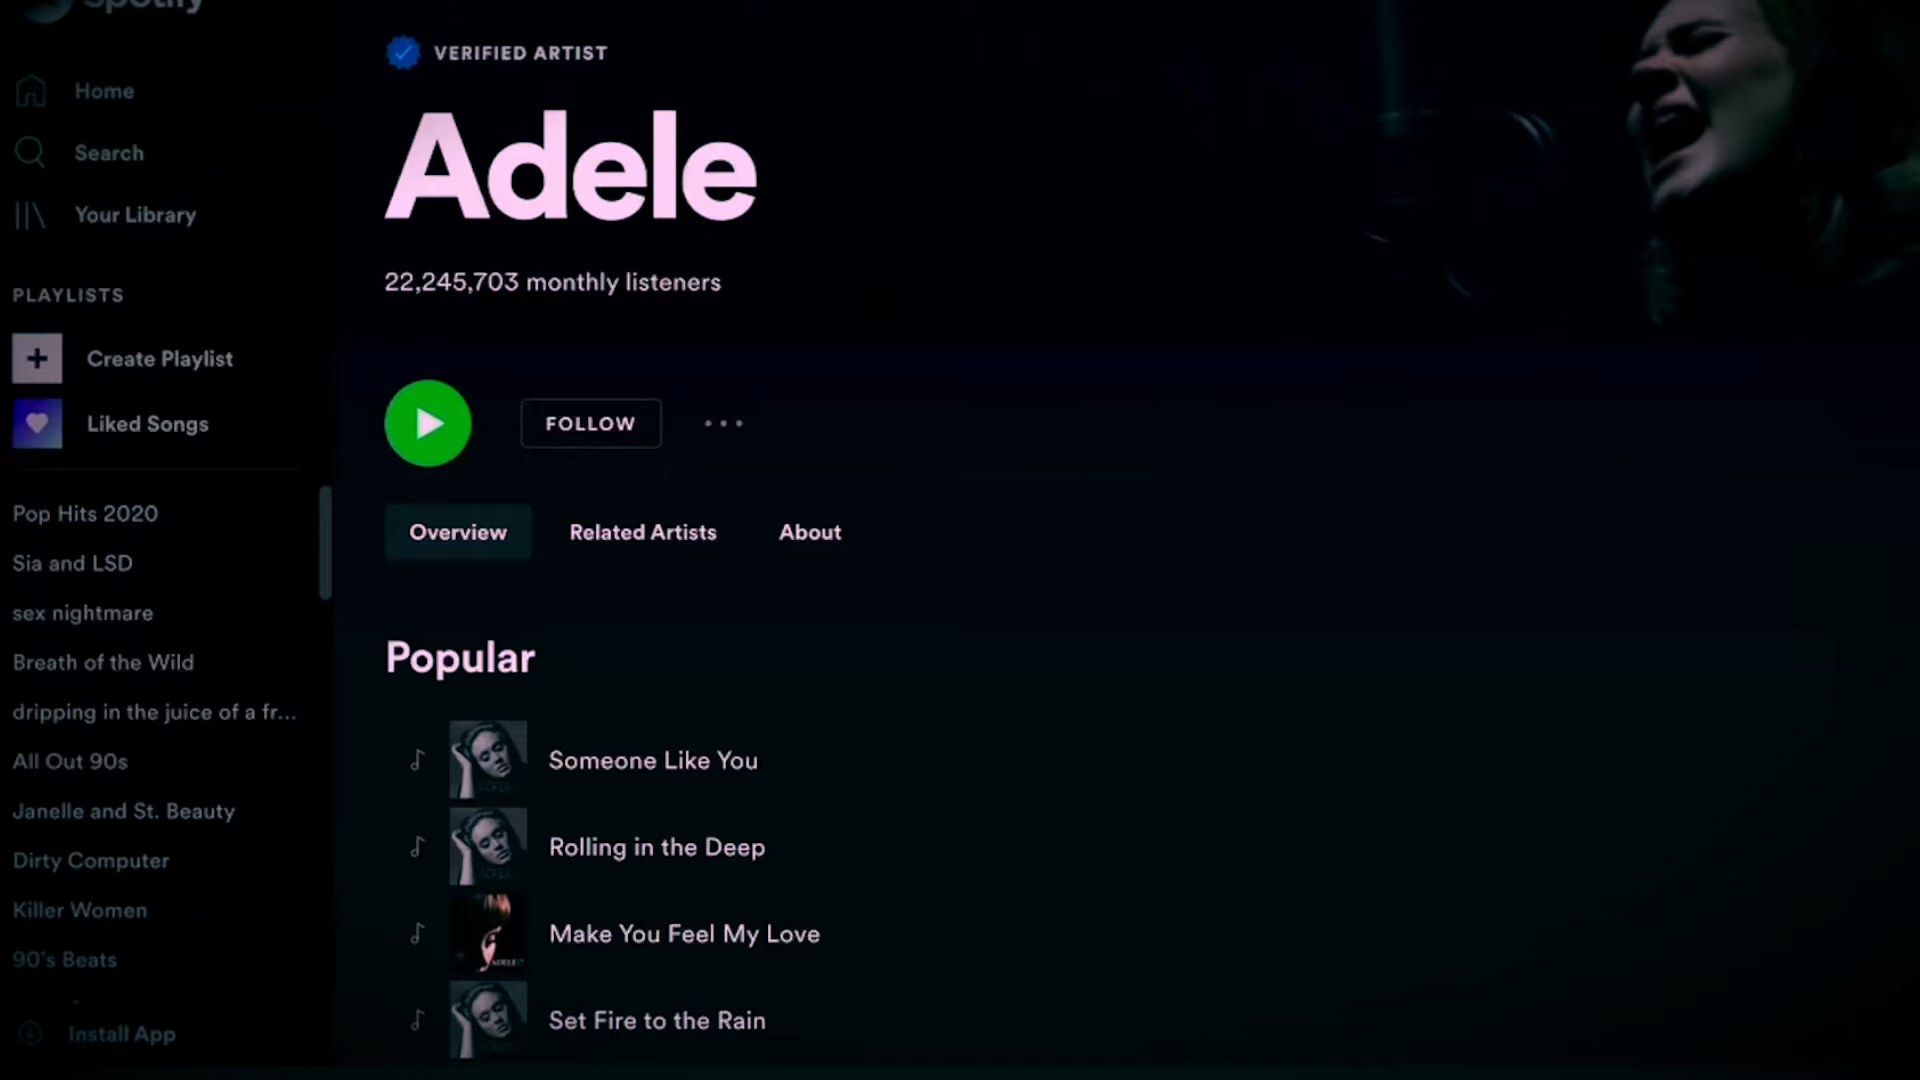 Spotify
Home
Search
Your Library
PLAYLISTS
Create Playlist
Liked Songs
Pop Hits 2020
Sia and LSD
sex nightmare
Breath of the Wild
dripping in the juice of a fr...
All Out 90s
Janelle and St. Beauty
Dirty Computer
Killer Women
90's Beats
Install App
VERIFIED ARTIST
Adele
22,245,703 monthly listeners
FOLLOW
Overview
Related Artists
About
Popular
Someone Like You
Rolling in the Deep
Make You Feel My Love
ADELE
Set Fire to the Rain